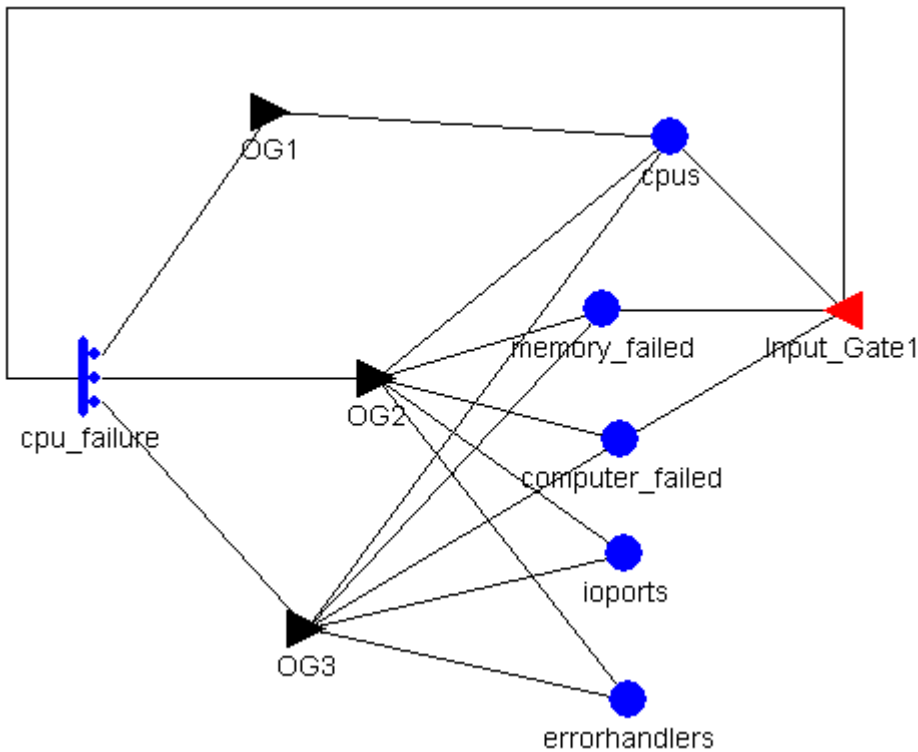 OG1
cpus
memory_failed
Input_Gate1
OG2
cpu_failure
computer_failed
ioports
OG3
errorhandlers